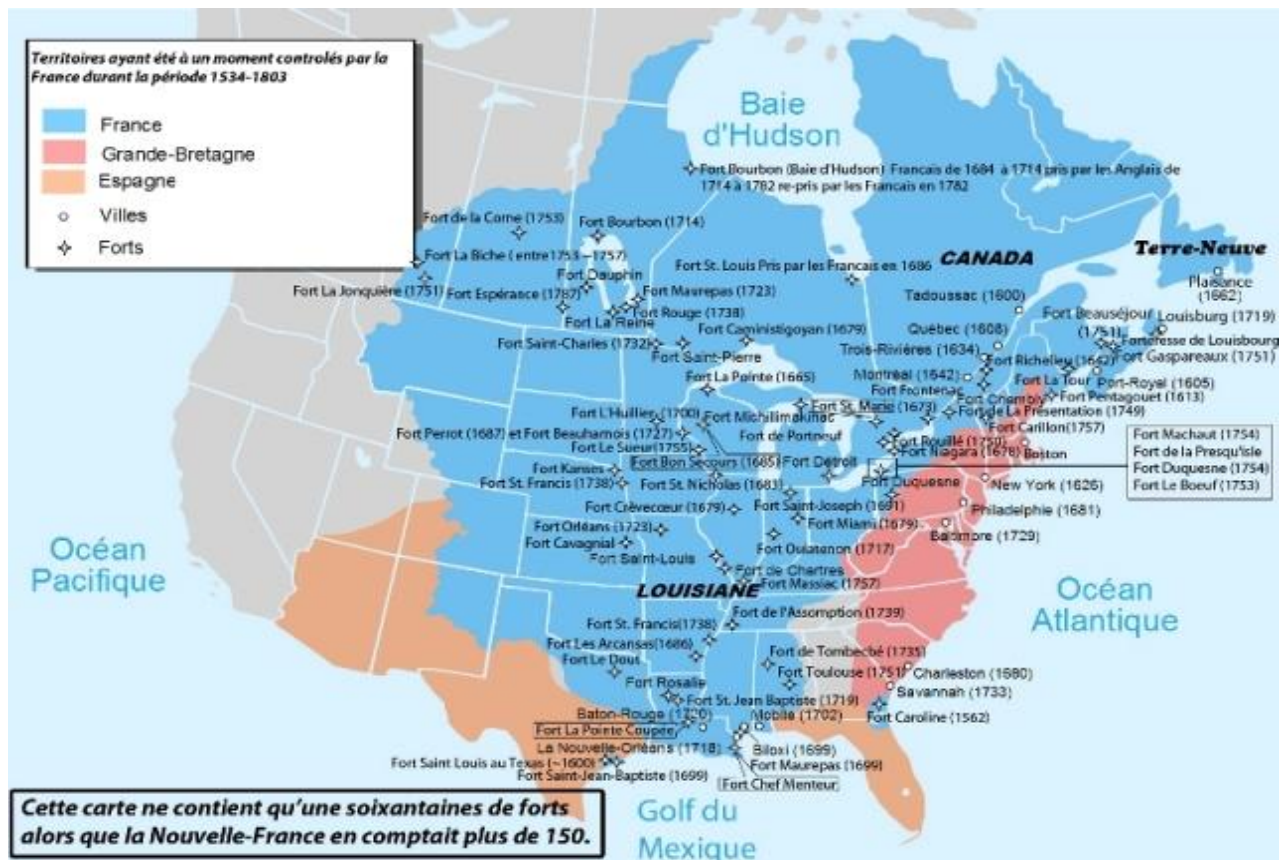 Territoires ayant été à un moment controlés par la
France durant la période 1534-1803
France
Grande-Bretagne
Espagne
Villes
Forts
Baie
d'Hudson
Fort Bourbon (Baie d'Hudson) Francais de 1684 à 1714 pris par les Anglais de
1714 à 1782 re-pris par les Francais en 1782
Fort de la Corne (1753)
Fort Bourbon (1714)
CANADA
Terre-Neuve
Fort La Biche ( entre1753 –1757)
Fort Dauphin
Fort St. Louis Pris par les Francais en 1686
Plaisance
(1662)
Fort La Jonquière (1751)
Fort Espérance (1787)
Fort Maurepas (1723)
Tadoussac (1600)
Fort Beauséjour
(1751)
Louisburg (1719)
Fort La Reine
Fort Rouge (1738)
Fort Caministigoyan (1679)
Québec (1608)
Forteresse de Louisbourg
Fort Saint-Charles (1732)
Fort Saint-Pierre
Trois-Rivières (1634)
Fort Richelieu (1642)
Fort Gaspareaux (1751)
Fort La Pointe (1665)
Montréal (1642)
Fort La Tour
Port-Royal (1605)
Fort Frontenac
Fort Chambly
Fort Pentagouet (1613)
Fort L'Huillier (1700)
Fort Michillimakinac
Fort St. Marie (1673)
Fort de La Présentation (1749)
Fort Perrot (1687) et Fort Beauharnois (1727)
Fort de Portneuf
Fort Carillon(1757)
Fort Rouillé (1750)
Fort Le Sueur(1755)
Fort Niagara (1678)
Boston
Fort Machaut (1754)
Fort de la Presqu'isle
Fort Duquesne (1754)
Fort Le Boeuf (1753)
Fort Bon Secours (1685)
Fort Détroit
Fort Kanses
Fort St. Francis (1738)
Fort St. Nicholas (1683)
Fort Duquesne
New York (1626)
Fort Crèvecœur (1679)
Fort Saint-Joseph (1691)
Philadelphie (1681)
Fort Miami (1679)
Fort Orléans (1723)
Baltimore (1729)
Fort Cavagnial
Fort Saint-Louis
Fort Ouiatenon (1717)
Océan
Pacifique
Fort de Chartres
Fort Massiac (1757)
LOUISIANE
Océan
Atlantique
Fort St. Francis(1738)
Fort de l'Assomption (1739)
Fort Les Arcansas(1686)
Fort de Tombecbé (1735)
Fort Le Dout
Fort Toulouse (1751)
Charleston (1680)
Fort Rosalie
Savannah (1733)
Fort St. Jean Baptiste (1719)
Baton-Rouge (1720)
Mobile (1702)
Fort Caroline (1562)
Fort La Pointe Coupée
La Nouvelle-Orléans (1718)
Biloxi (1699)
Fort Saint Louis au Texas (~1600)
Fort Maurepas (1699)
Fort Saint-Jean-Baptiste (1699)
Fort Chef Menteur
Golf du
Mexique
Cette carte ne contient qu'une soixantaines de forts
alors que la Nouvelle-France en comptait plus de 150.